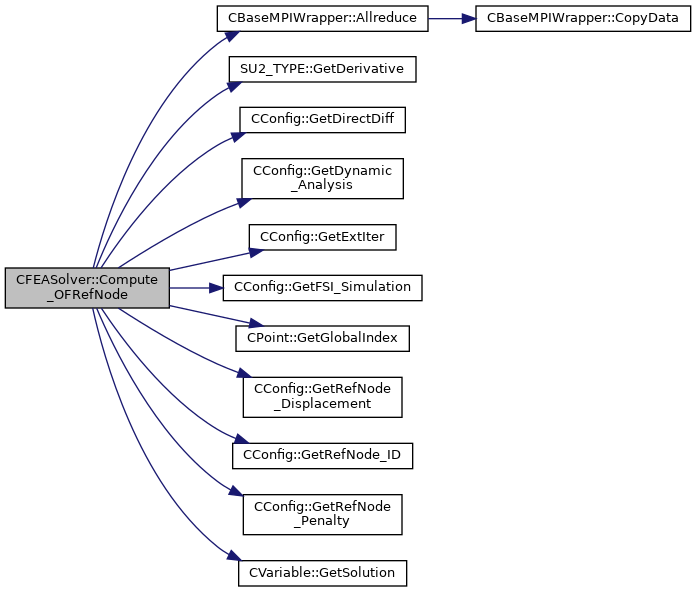 CBaseMPIWrapper::Allreduce
CBaseMPIWrapper::CopyData
SU2_TYPE::GetDerivative
CConfig::GetDirectDiff
CConfig::GetDynamic
_Analysis
CConfig::GetExtIter
CFEASolver::Compute
_OFRefNode
CConfig::GetFSI_Simulation
CPoint::GetGlobalIndex
CConfig::GetRefNode
_Displacement
CConfig::GetRefNode_ID
CConfig::GetRefNode
_Penalty
CVariable::GetSolution